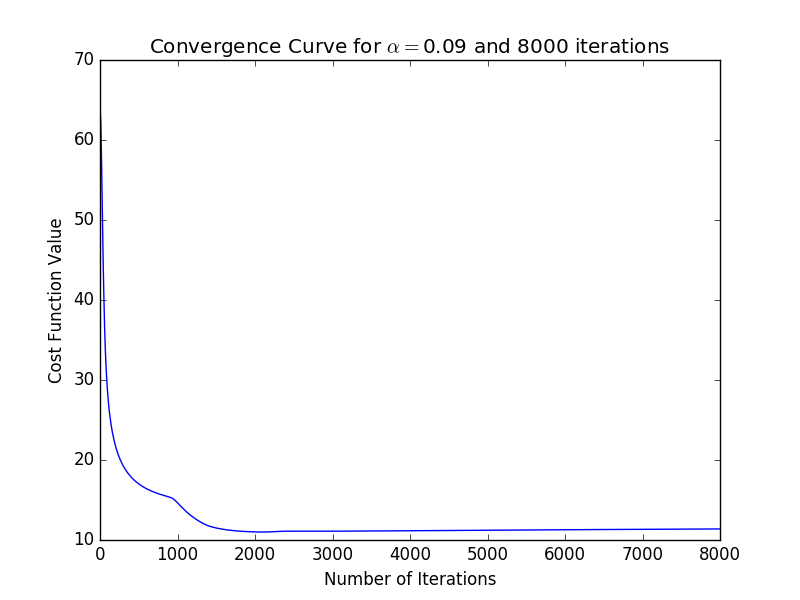 Convergence Curve for α = 0.09 and 8000 iterations
70
60
50
40
30
20
10
Cost Function Value
0 1000 2000 3000 4000 5000 6000 7000 8000
Number of Iterations